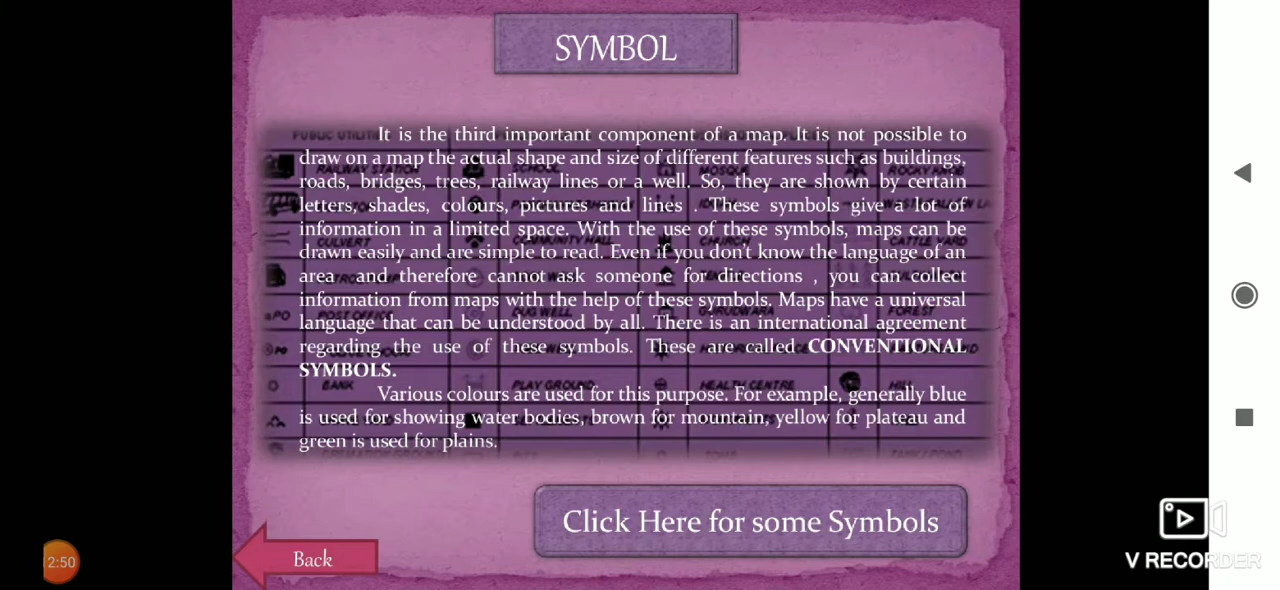 SYMBOL
It is the third important component of a map. It is not possible to
draw on a map the actual shape and size of different features such as buildings,
roads, bridges, trees, railway lines or a well. So, they are shown by certain
letters, shades, colours, pictures and lines . These symbols give a lot of
information in a limited space. With the use of these symbols, maps can be
drawn easily and are simple to read. Even if you don't know the language of an
area and therefore cannot ask someone for directions , you can collect
information from maps with the help of these symbols. Maps have a universal
language that can be understood by all. There is an international agreement
regarding the use of these symbols. These are called CONVENTIONAL
SYMBOLS.
Various colours are used for this purpose. For example, generally blue
is used for showing water bodies, brown for mountain, yellow for plateau and
green is used for plains.
Click Here for some Symbols
Back
2:50
V RECORDER